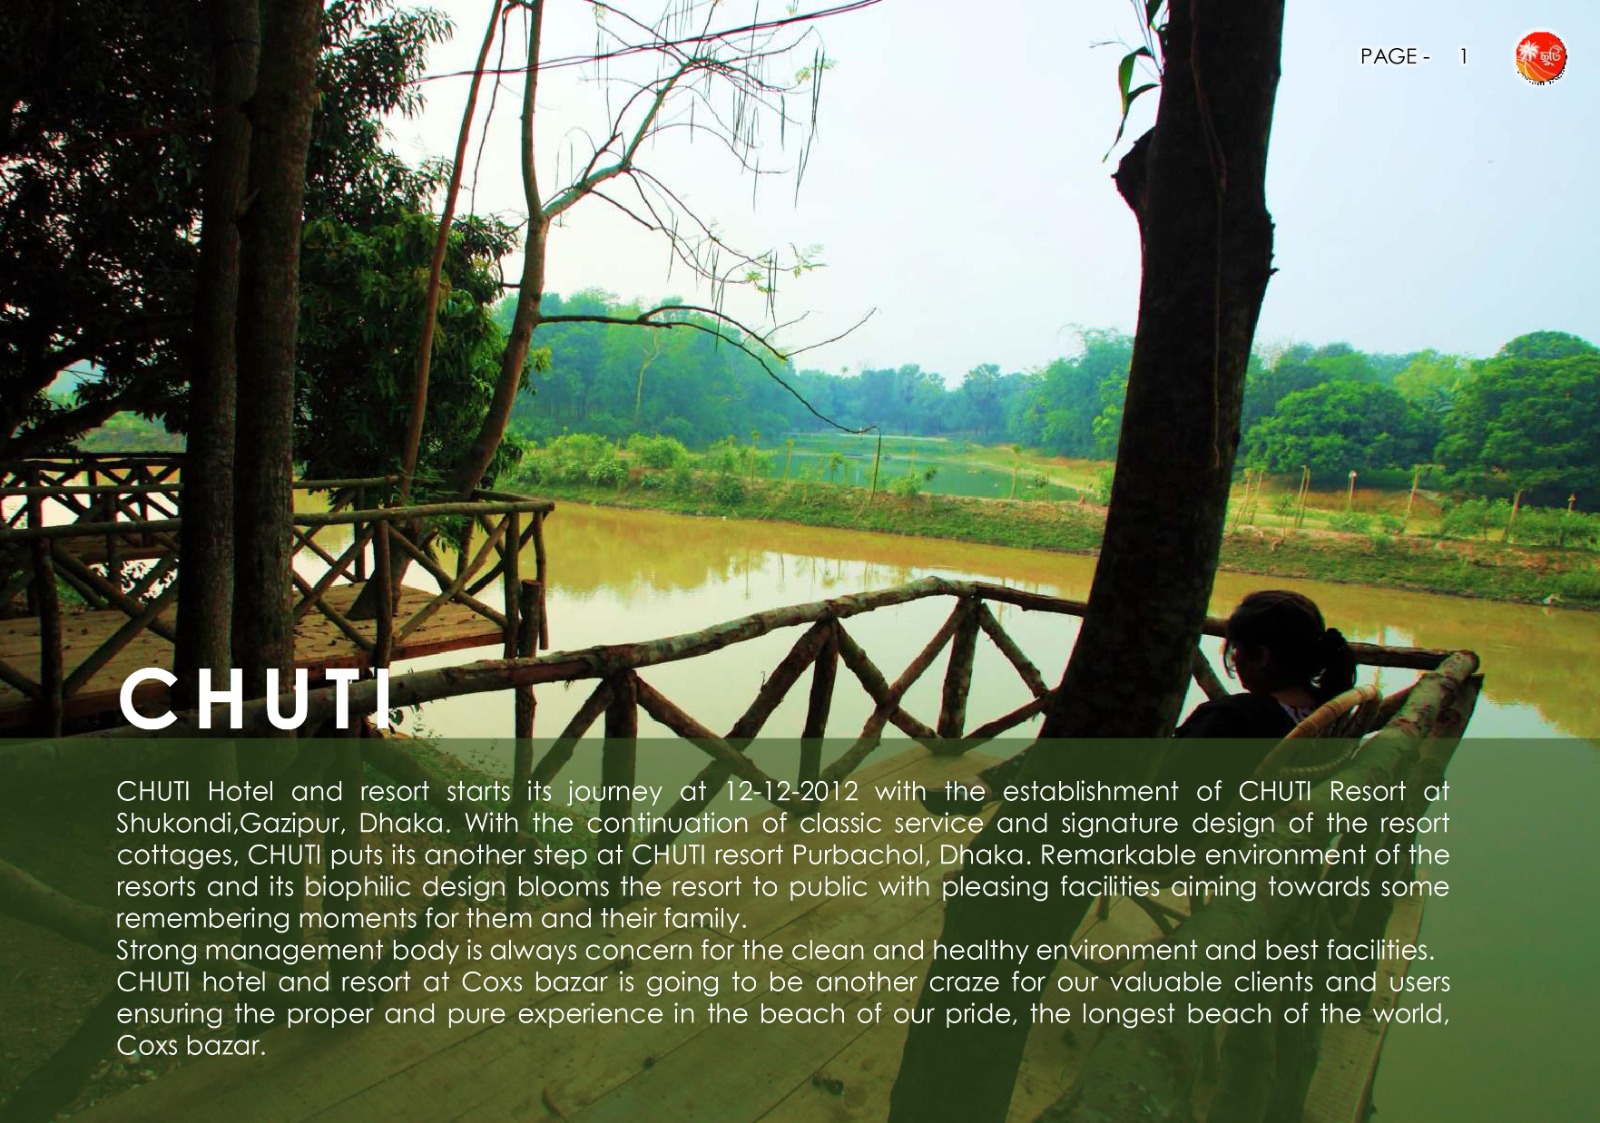 PAGE - 1
ছুটি
CHUTI
CHUTI Hotel and resort starts its journey at 12-12-2012 with the establishment of CHUTI Resort at
Shukondi,Gazipur, Dhaka. With the continuation of classic service and signature design of the resort
cottages, CHUTI puts its another step at CHUTI resort Purbachol, Dhaka. Remarkable environment of the
resorts and its biophilic design blooms the resort to public with pleasing facilities aiming towards some
remembering moments for them and their family.
Strong management body is always concern for the clean and healthy environment and best facilities.
CHUTI hotel and resort at Coxs bazar is going to be another craze for our valuable clients and users
ensuring the proper and pure experience in the beach of our pride, the longest beach of the world,
Coxs bazar.